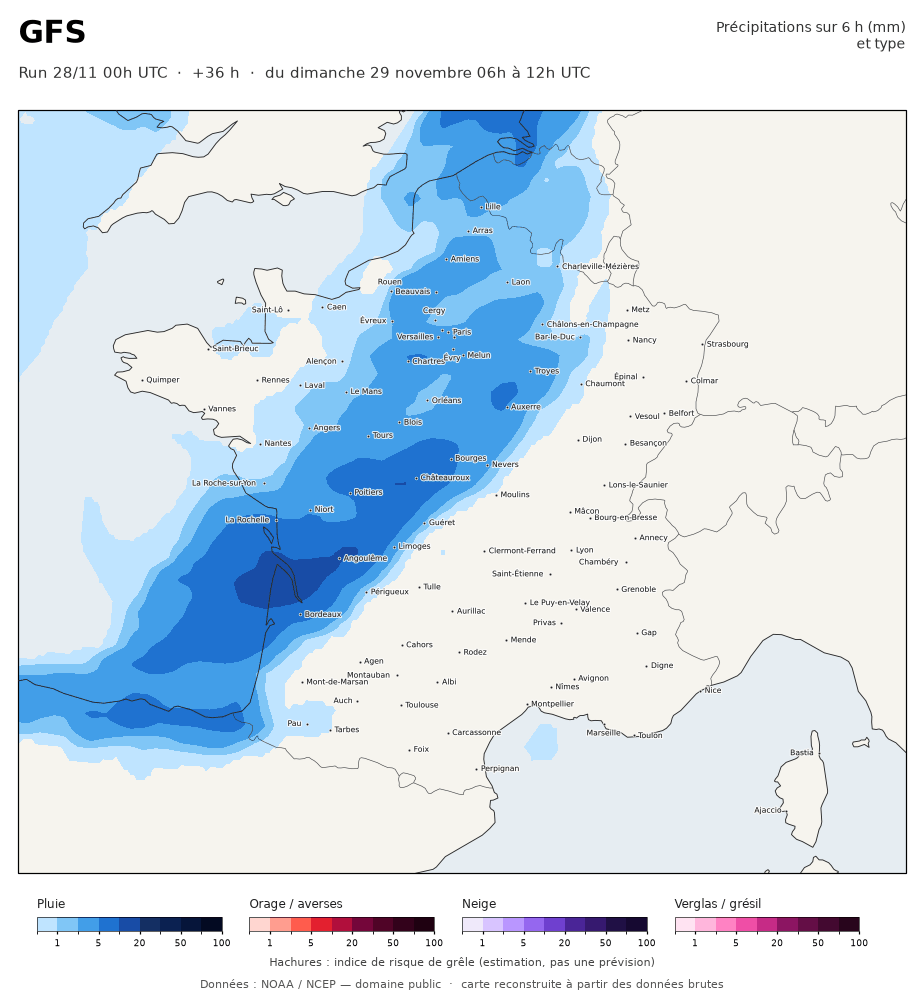 GFS
Précipitations sur 6 h (mm)
et type
Run 28/11 00h UTC · +36 h · du dimanche 29 novembre 06h à 12h UTC
Lille
Arras
Amiens
Charleville-Mézières
Rouen
Laon
Beauvais
Saint-Lô
Caen
Cergy
Metz
Évreux
Châlons-en-Champagne
Paris
Versailles
Bar-le-Duc
Nancy
Strasbourg
Saint-Brieuc
Évry
Melun
Alençon
Chartres
Troyes
Épinal
Quimper
Rennes
Laval
Chaumont
Colmar
Le Mans
Orléans
Vannes
Auxerre
Vesoul
Belfort
Blois
Angers
Tours
Dijon
Nantes
Besançon
Bourges
Nevers
La Roche-sur-Yon
Châteauroux
Lons-le-Saunier
Poitiers
Moulins
Niort
Mâcon
La Rochelle
Bourg-en-Bresse
Guéret
Annecy
Limoges
Clermont-Ferrand
Lyon
Angoulême
Chambéry
Saint-Étienne
Tulle
Grenoble
Périgueux
Le Puy-en-Velay
Bordeaux
Aurillac
Valence
Privas
Gap
Mende
Cahors
Rodez
Agen
Digne
Montauban
Mont-de-Marsan
Albi
Avignon
Nîmes
Nice
Auch
Toulouse
Montpellier
Pau
Tarbes
Carcassonne
Marseille
Toulon
Foix
Bastia
Perpignan
Ajaccio
Pluie
Orage / averses
Neige
Verglas / grésil
1 5 20 50 100
1 5 20 50 100
1 5 20 50 100
1 5 20 50 100
Hachures : indice de risque de grêle (estimation, pas une prévision)
Données : NOAA / NCEP — domaine public · carte reconstruite à partir des données brutes